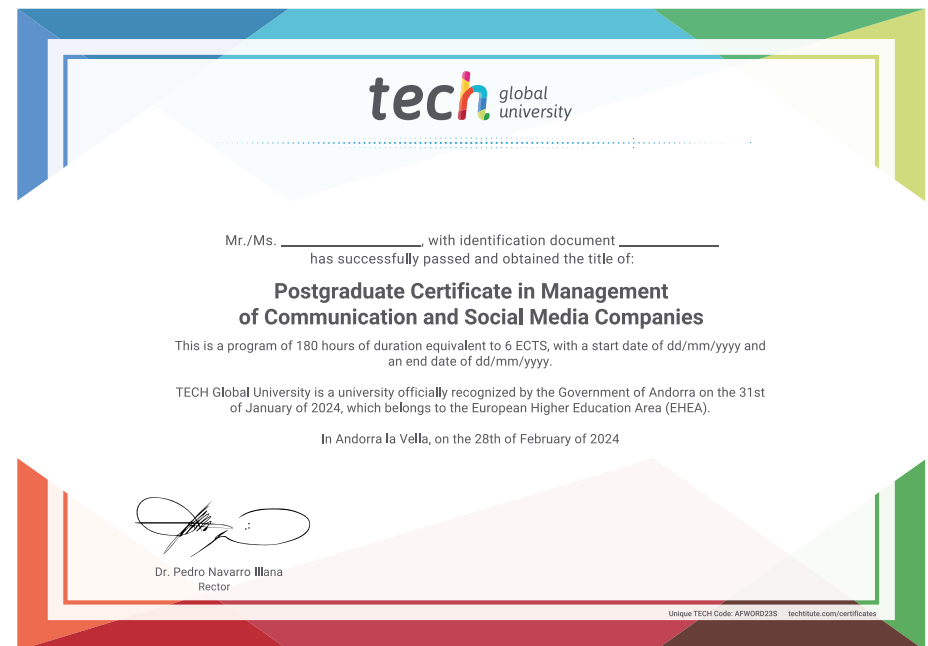 tech global
university
Mr./Ms. ____________________, with identification document ______________
has successfully passed and obtained the title of:
Postgraduate Certificate in Management
of Communication and Social Media Companies
This is a program of 180 hours of duration equivalent to 6 ECTS, with a start date of dd/mm/yyyy and
an end date of dd/mm/yyyy.
TECH Global University is a university officially recognized by the Government of Andorra on the 31st
of January of 2024, which belongs to the European Higher Education Area (EHEA).
In Andorra la Vella, on the 28th of February of 2024
Dr. Pedro Navarro Illana
Rector
Unique TECH Code: AFWORD23S techtitute.com/certificates